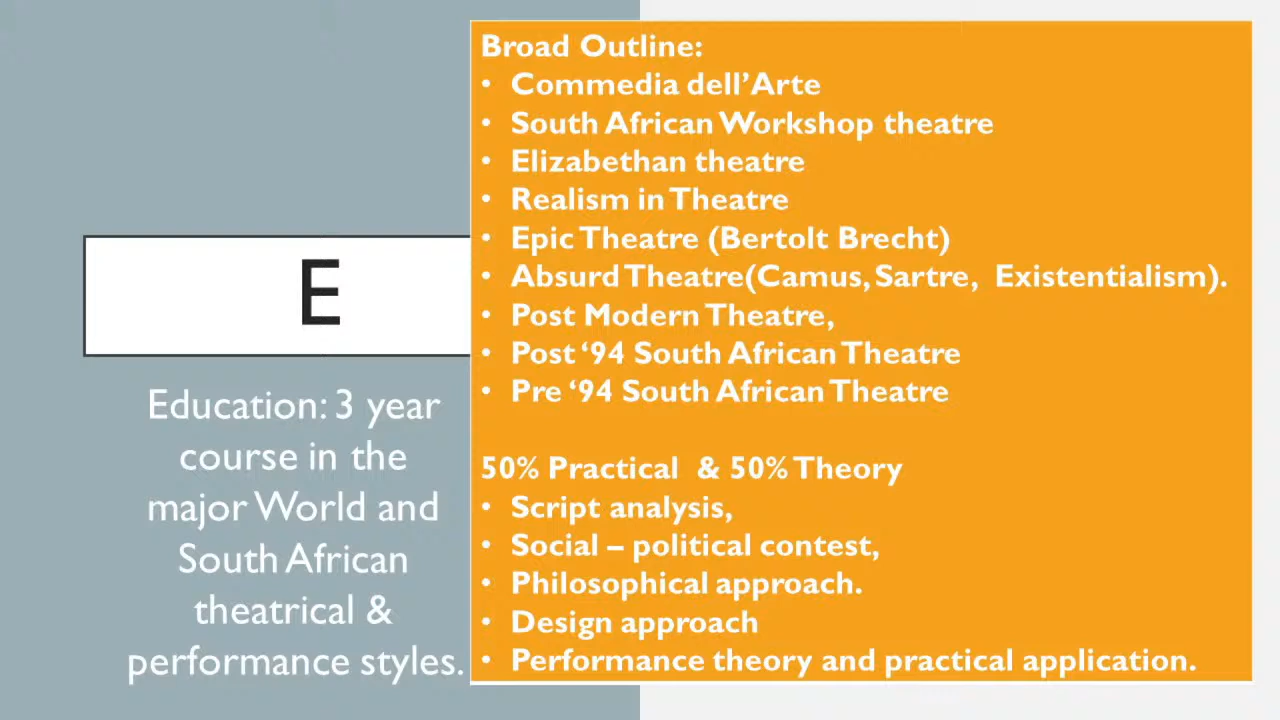 E
Education: 3 year
course in the
major World and
South African
theatrical &
performance styles.
Broad Outline:
• Commedia dell’Arte
• South African Workshop theatre
• Elizabethan theatre
• Realism in Theatre
• Epic Theatre (Bertolt Brecht)
• Absurd Theatre(Camus, Sartre, Existentialism).
• Post Modern Theatre,
• Post ‘94 South African Theatre
• Pre ‘94 South African Theatre
50% Practical & 50% Theory
• Script analysis,
• Social – political contest,
• Philosophical approach.
• Design approach
• Performance theory and practical application.